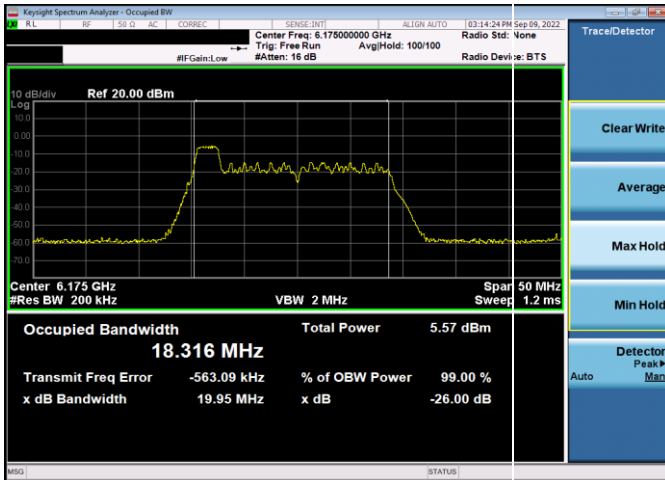 Keysight Spectrum Analyzer - Occupied BW
RL RF 50 Ω AC CORREC SENSE:INT ALIGN AUTO 03:14:24 PM Sep 09, 2022
Center Freq: 6.175000000 GHz Radio Std: None
Trig: Free Run Avg|Hold: 100/100
#IFGain:Low #Atten: 16 dB Radio Device: BTS
Trace/Detector
10 dB/div Ref 20.00 dBm
Log
10.0
0.00
-10.0
-20.0
-30.0
-40.0
-50.0
-60.0
-70.0
Center 6.175 GHz Span 50 MHz
#Res BW 200 kHz VBW 2 MHz Sweep 1.2 ms
Occupied Bandwidth Total Power 5.57 dBm
18.316 MHz
Transmit Freq Error -563.09 kHz % of OBW Power 99.00 %
x dB Bandwidth 19.95 MHz x dB -26.00 dB
Clear Write
Average
Max Hold
Min Hold
Detector
Peak▶
Auto Man
MSG STATUS